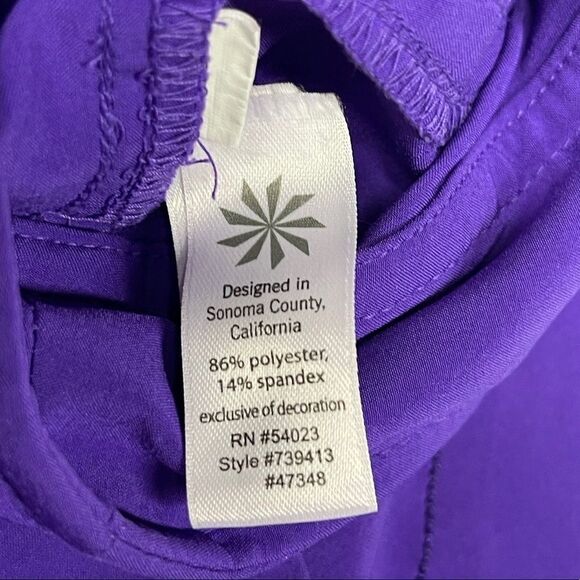 Designed in
Sonoma County,
California
86% polyester,
14% spandex
exclusive of decoration
RN #54023
Style #739413
#47348